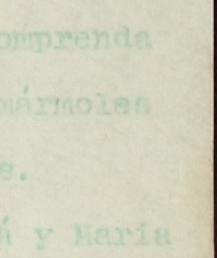 omprenda
mármoles
s.
á y María